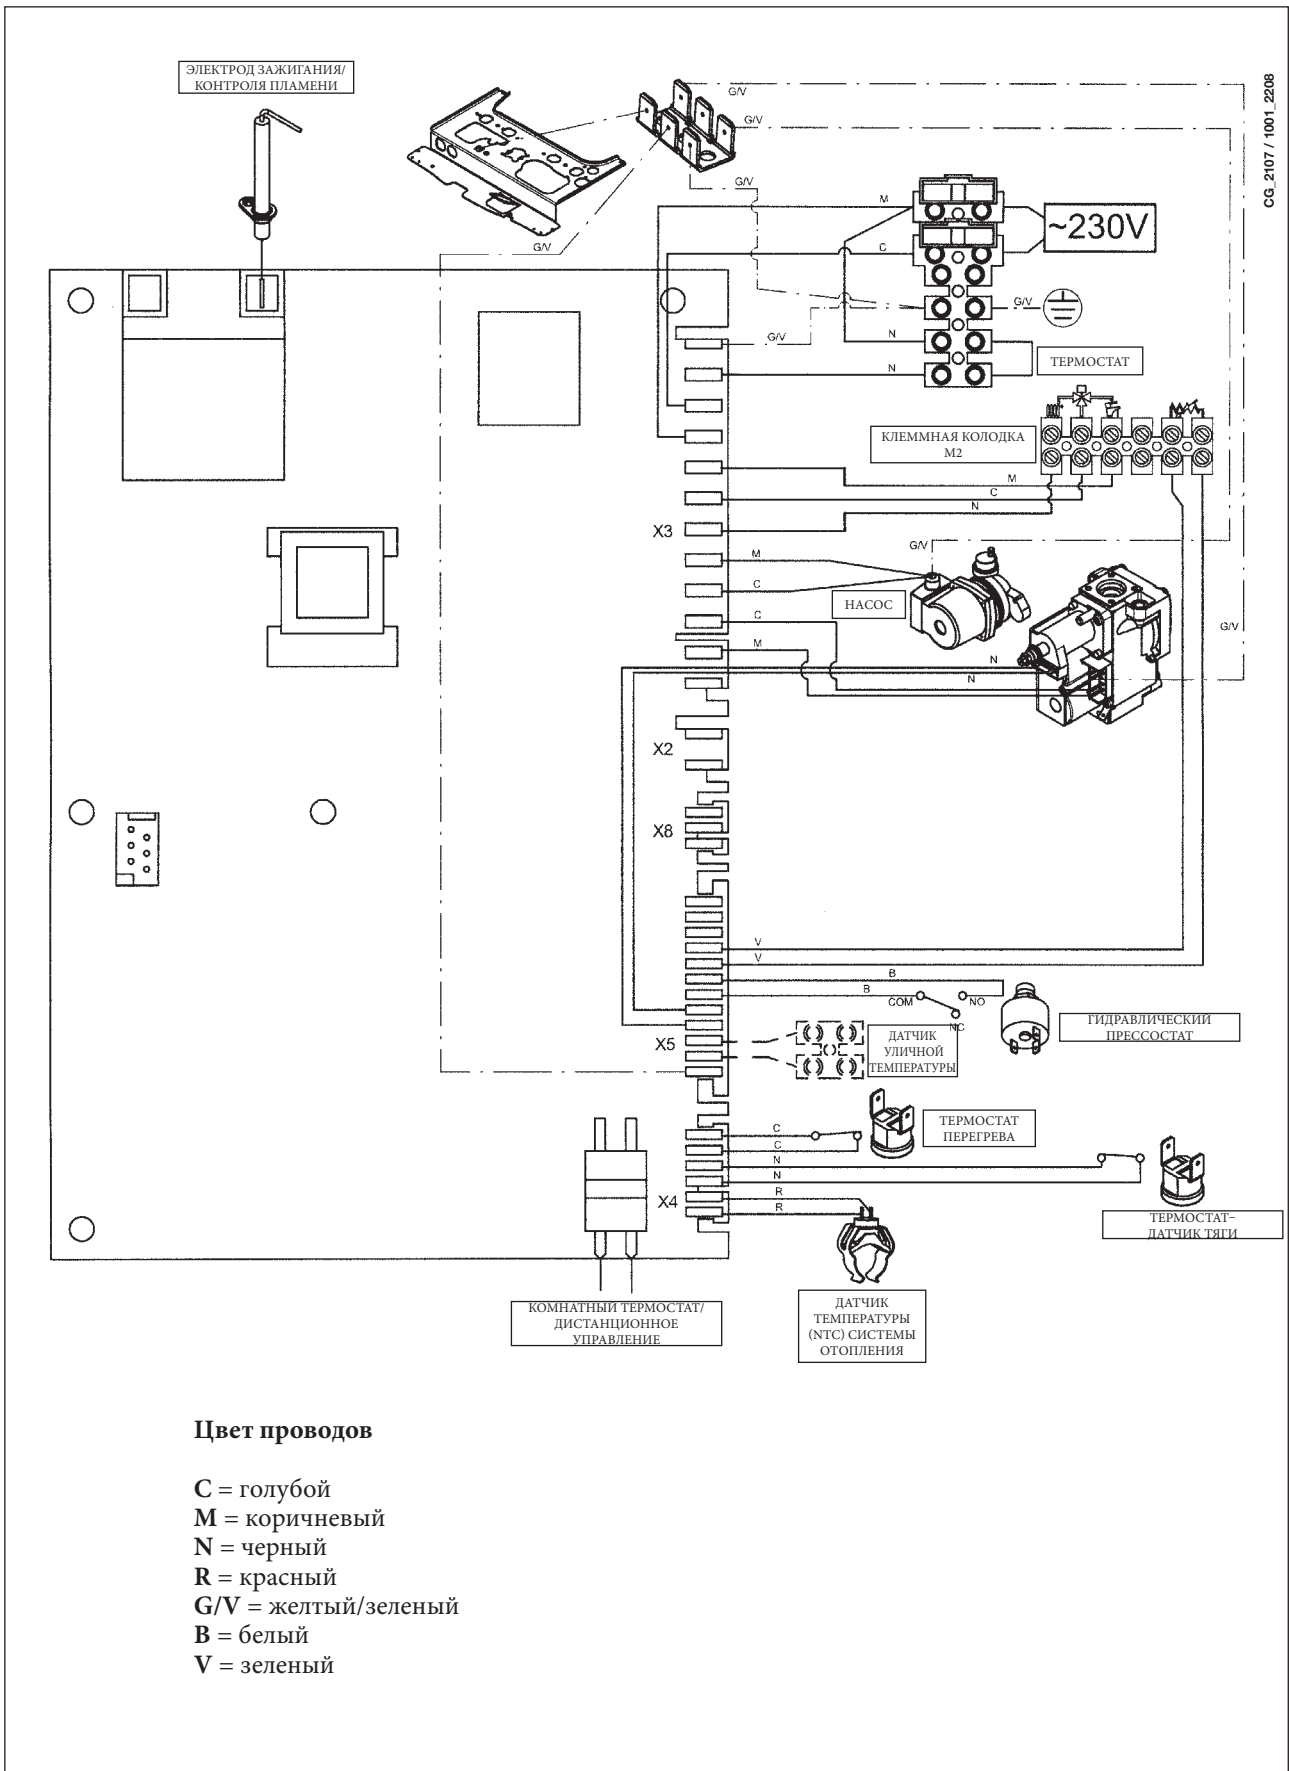 ЭЛЕКТРОД ЗАЖИГАНИЯ/
КОНТРОЛЯ ПЛАМЕНИ
G/V
G/V
G/V
G/V
CG_2107 / 1001_2208
M
~230V
C
G/V
G/V
N
N
ТЕРМОСТАТ
КЛЕММНАЯ КОЛОДКА
M2
M
C
N
X3
G/V
M
C
НАСОС
C
M
G/V
N
N
X2
X8
V
V
B
B
COM
NO
NC
ГИДРАВЛИЧЕСКИЙ
ПРЕССОСТАТ
X5
ДАТЧИК
УЛИЧНОЙ
ТЕМПЕРАТУРЫ
C
C
ТЕРМОСТАТ
ПЕРЕГРЕВА
N
N
X4
R
R
ТЕРМОСТАТ–
ДАТЧИК ТЯГИ
КОМНАТНЫЙ ТЕРМОСТАТ/
ДИСТАНЦИОННОЕ
УПРАВЛЕНИЕ
ДАТЧИК
ТЕМПЕРАТУРЫ
(NTC) СИСТЕМЫ
ОТОПЛЕНИЯ
Цвет проводов
C = голубой
M = коричневый
N = черный
R = красный
G/V = желтый/зеленый
B = белый
V = зеленый